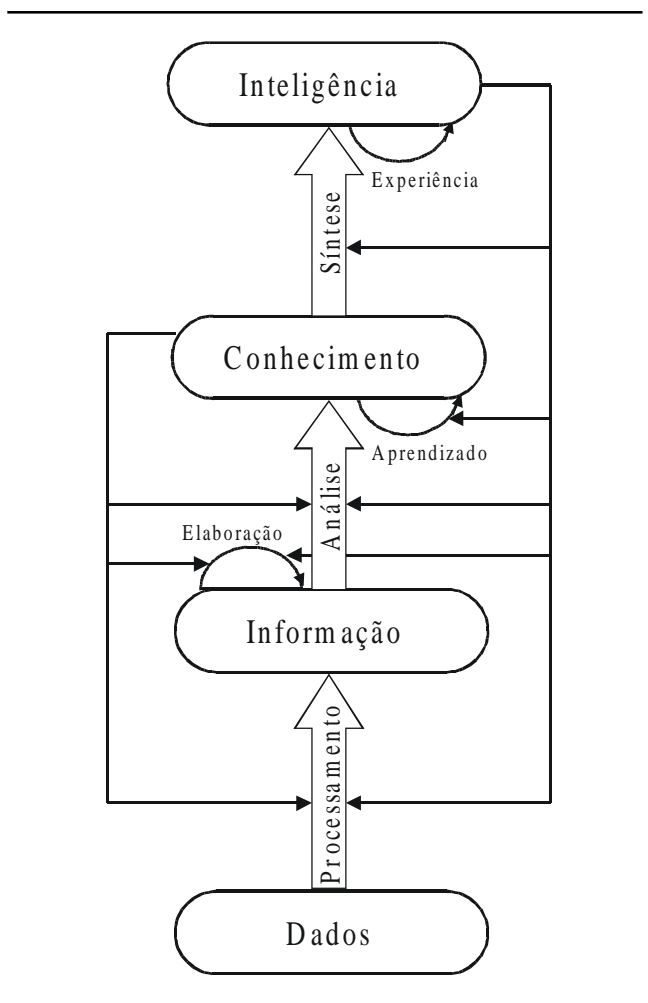 Inteligência
Experiência
Síntese
Conhecimento
Aprendizado
Análise
Elaboração
Informação
Processamento
Dados